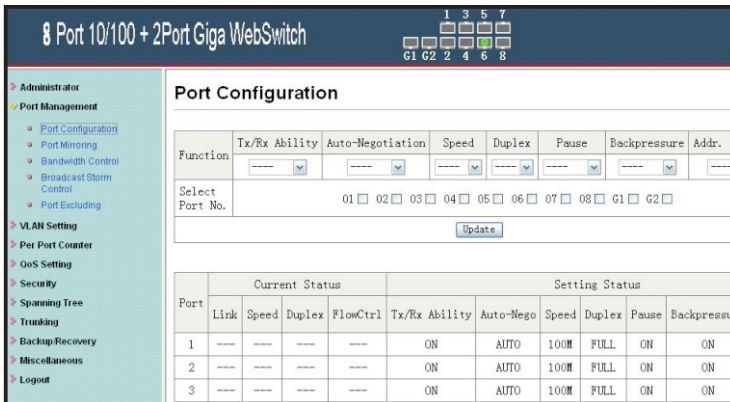 8 Port 10/100 + 2Port Giga WebSwitch
1 3 5 7
G1 G2 2 4 6 8
Administrator
Port Management
Port Configuration
Port Mirroring
Bandwidth Control
Broadcast Storm
Control
Port Excluding
VLAN Setting
Per Port Counter
QoS Setting
Security
Spanning Tree
Trunking
Backup/Recovery
Miscellaneous
Logout
Port Configuration
Function Tx/Rx Ability Auto-Negotiation Speed Duplex Pause Backpressure Addr.
---- ---- ---- ---- ---- ---- ----
Select
Port No. 01 02 03 04 05 06 07 08 G1 G2
Update
Port Current Status Setting Status
Link Speed Duplex FlowCtrl Tx/Rx Ability Auto-Nego Speed Duplex Pause Backpressu
1 --- --- --- --- ON AUTO 100M FULL ON ON
2 --- --- --- --- ON AUTO 100M FULL ON ON
3 --- --- --- --- ON AUTO 100M FULL ON ON